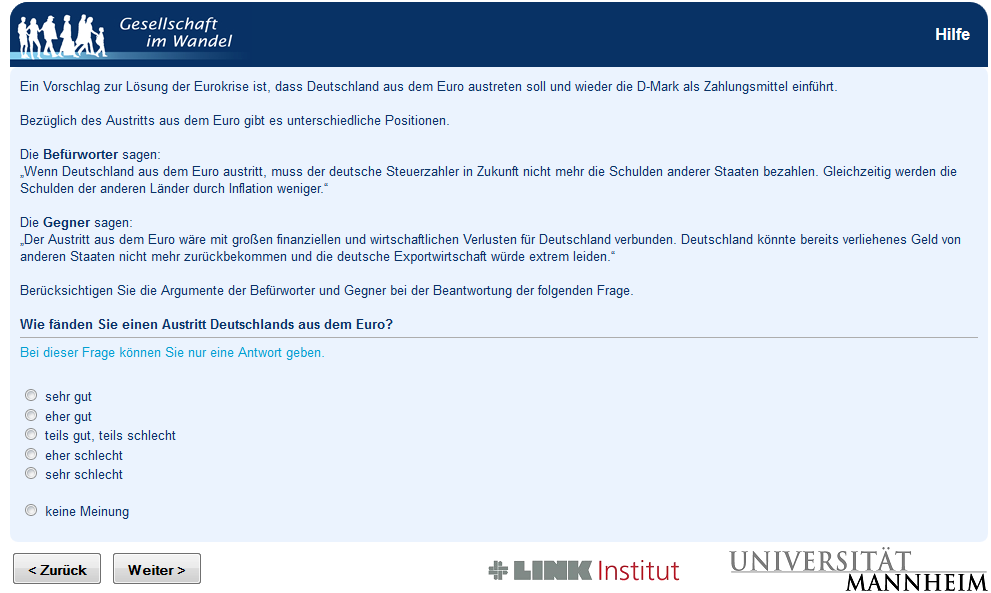 Gesellschaft
im Wandel
Hilfe
Ein Vorschlag zur Lösung der Eurokrise ist, dass Deutschland aus dem Euro austreten soll und wieder die D-Mark als Zahlungsmittel einführt.
Bezüglich des Austritts aus dem Euro gibt es unterschiedliche Positionen.
Die Befürworter sagen:
„Wenn Deutschland aus dem Euro austritt, muss der deutsche Steuerzahler in Zukunft nicht mehr die Schulden anderer Staaten bezahlen. Gleichzeitig werden die
Schulden der anderen Länder durch Inflation weniger.“
Die Gegner sagen:
„Der Austritt aus dem Euro wäre mit großen finanziellen und wirtschaftlichen Verlusten für Deutschland verbunden. Deutschland könnte bereits verliehenes Geld von
anderen Staaten nicht mehr zurückbekommen und die deutsche Exportwirtschaft würde extrem leiden.“
Berücksichtigen Sie die Argumente der Befürworter und Gegner bei der Beantwortung der folgenden Frage.
Wie fänden Sie einen Austritt Deutschlands aus dem Euro?
Bei dieser Frage können Sie nur eine Antwort geben.
sehr gut
eher gut
teils gut, teils schlecht
eher schlecht
sehr schlecht
keine Meinung
< Zurück
Weiter >
LINK Institut
UNIVERSITÄT
MANNHEIM